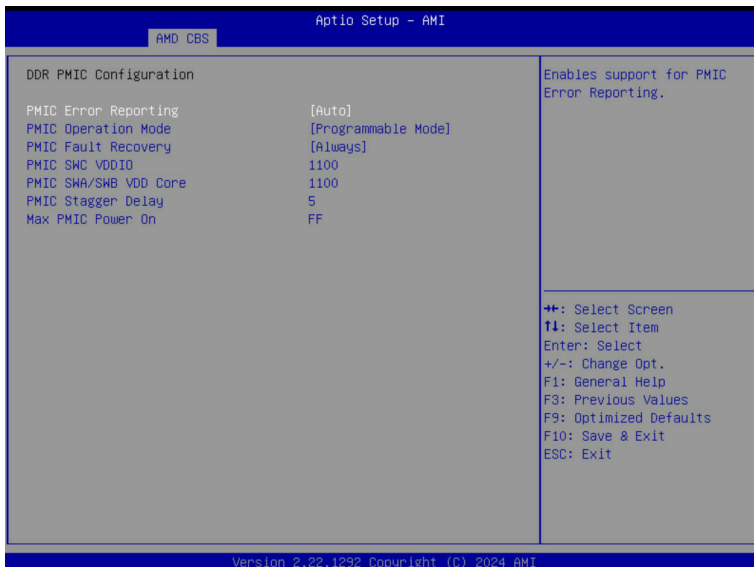 Aptio Setup – AMI
AMD CBS
DDR PMIC Configuration
PMIC Error Reporting [Auto]
PMIC Operation Mode [Programmable Mode]
PMIC Fault Recovery [Always]
PMIC SWC VDDIO 1100
PMIC SWA/SWB VDD Core 1100
PMIC Stagger Delay 5
Max PMIC Power On FF
Enables support for PMIC
Error Reporting.
→←: Select Screen
↑↓: Select Item
Enter: Select
+/-: Change Opt.
F1: General Help
F3: Previous Values
F9: Optimized Defaults
F10: Save & Exit
ESC: Exit
Version 2.22.1292 Copyright (C) 2024 AMI